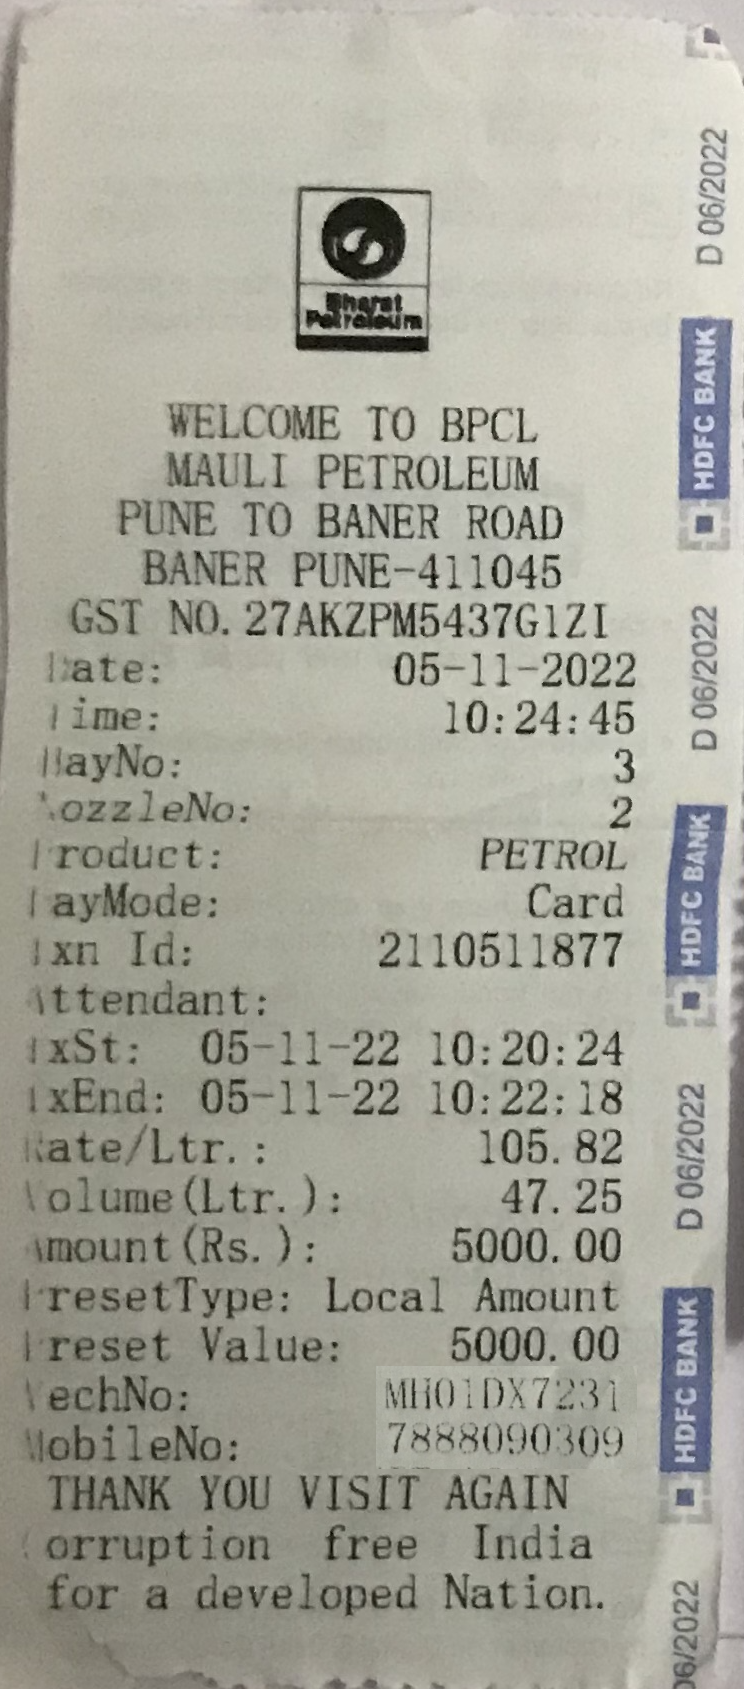 Bharat
Petroleum
WELCOME TO BPCL
MAULI PETROLEUM
PUNE TO BANER ROAD
BANER PUNE-411045
GST NO. 27AKZPM5437G1ZI
Date: 05-11-2022
Time: 10:24:45
BayNo: 3
NozzleNo: 2
Product: PETROL
PayMode: Card
Txn Id: 2110511877
Attendant:
TxSt: 05-11-22 10:20:24
TxEnd: 05-11-22 10:22:18
Rate/Ltr.: 105.82
Volume(Ltr.): 47.25
Amount(Rs.): 5000.00
PresetType: Local Amount
Preset Value: 5000.00
VechNo: MH01DX7231
MobileNo: 7888090309
THANK YOU VISIT AGAIN
Corruption free India
for a developed Nation.
D 06/2022
HDFC BANK
D 06/2022
HDFC BANK
D 06/2022
HDFC BANK
06/2022